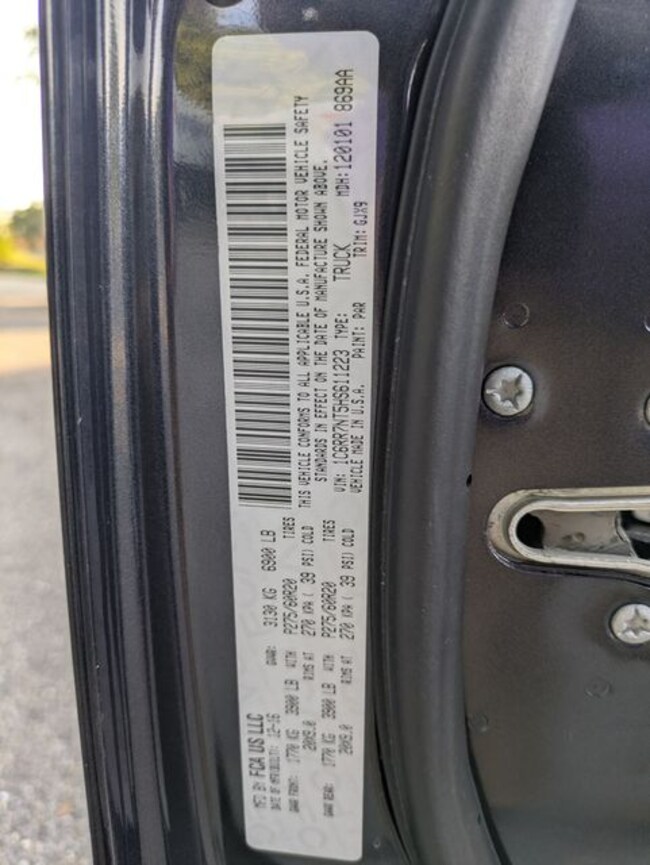 MFD BY FCA US LLC
DATE OF MFR(BUILT): 12-16 GVWR: 3130 KG 6900 LB
GAWR FRONT: 1770 KG 3900 LB WITH P275/60R20 TIRES
20X9.0 RIMS AT 270 KPA ( 39 PSI) COLD
GAWR REAR: 1770 KG 3900 LB WITH P275/60R20 TIRES
20X9.0 RIMS AT 270 KPA ( 39 PSI) COLD
THIS VEHICLE CONFORMS TO ALL APPLICABLE U.S.A. FEDERAL MOTOR VEHICLE SAFETY
STANDARDS IN EFFECT ON THE DATE OF MANUFACTURE SHOWN ABOVE.
VIN: 1C6RR7NT5HS611223 TYPE: TRUCK MDH: 120101 869AA
VEHICLE MADE IN U.S.A. PAINT: PAR TRIM: GJX9